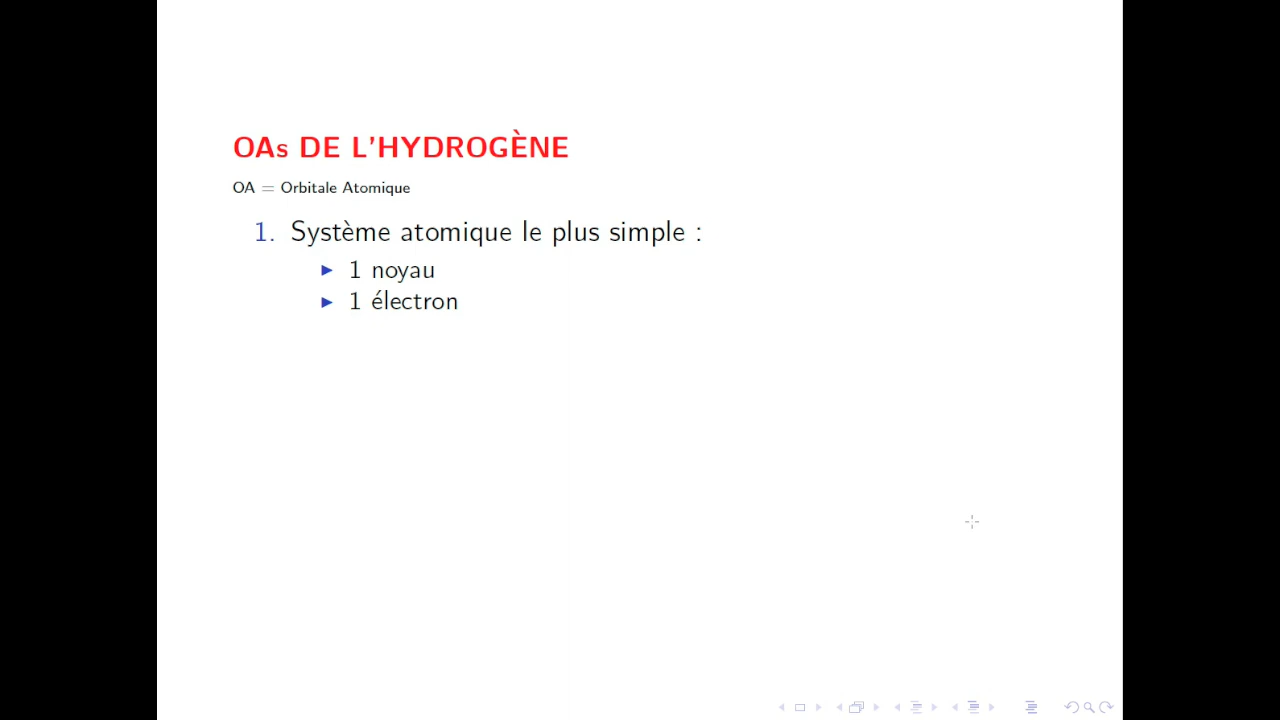 OAs DE L'HYDROGÈNE
OA = Orbitale Atomique
1. Système atomique le plus simple :
▶ 1 noyau
▶ 1 électron